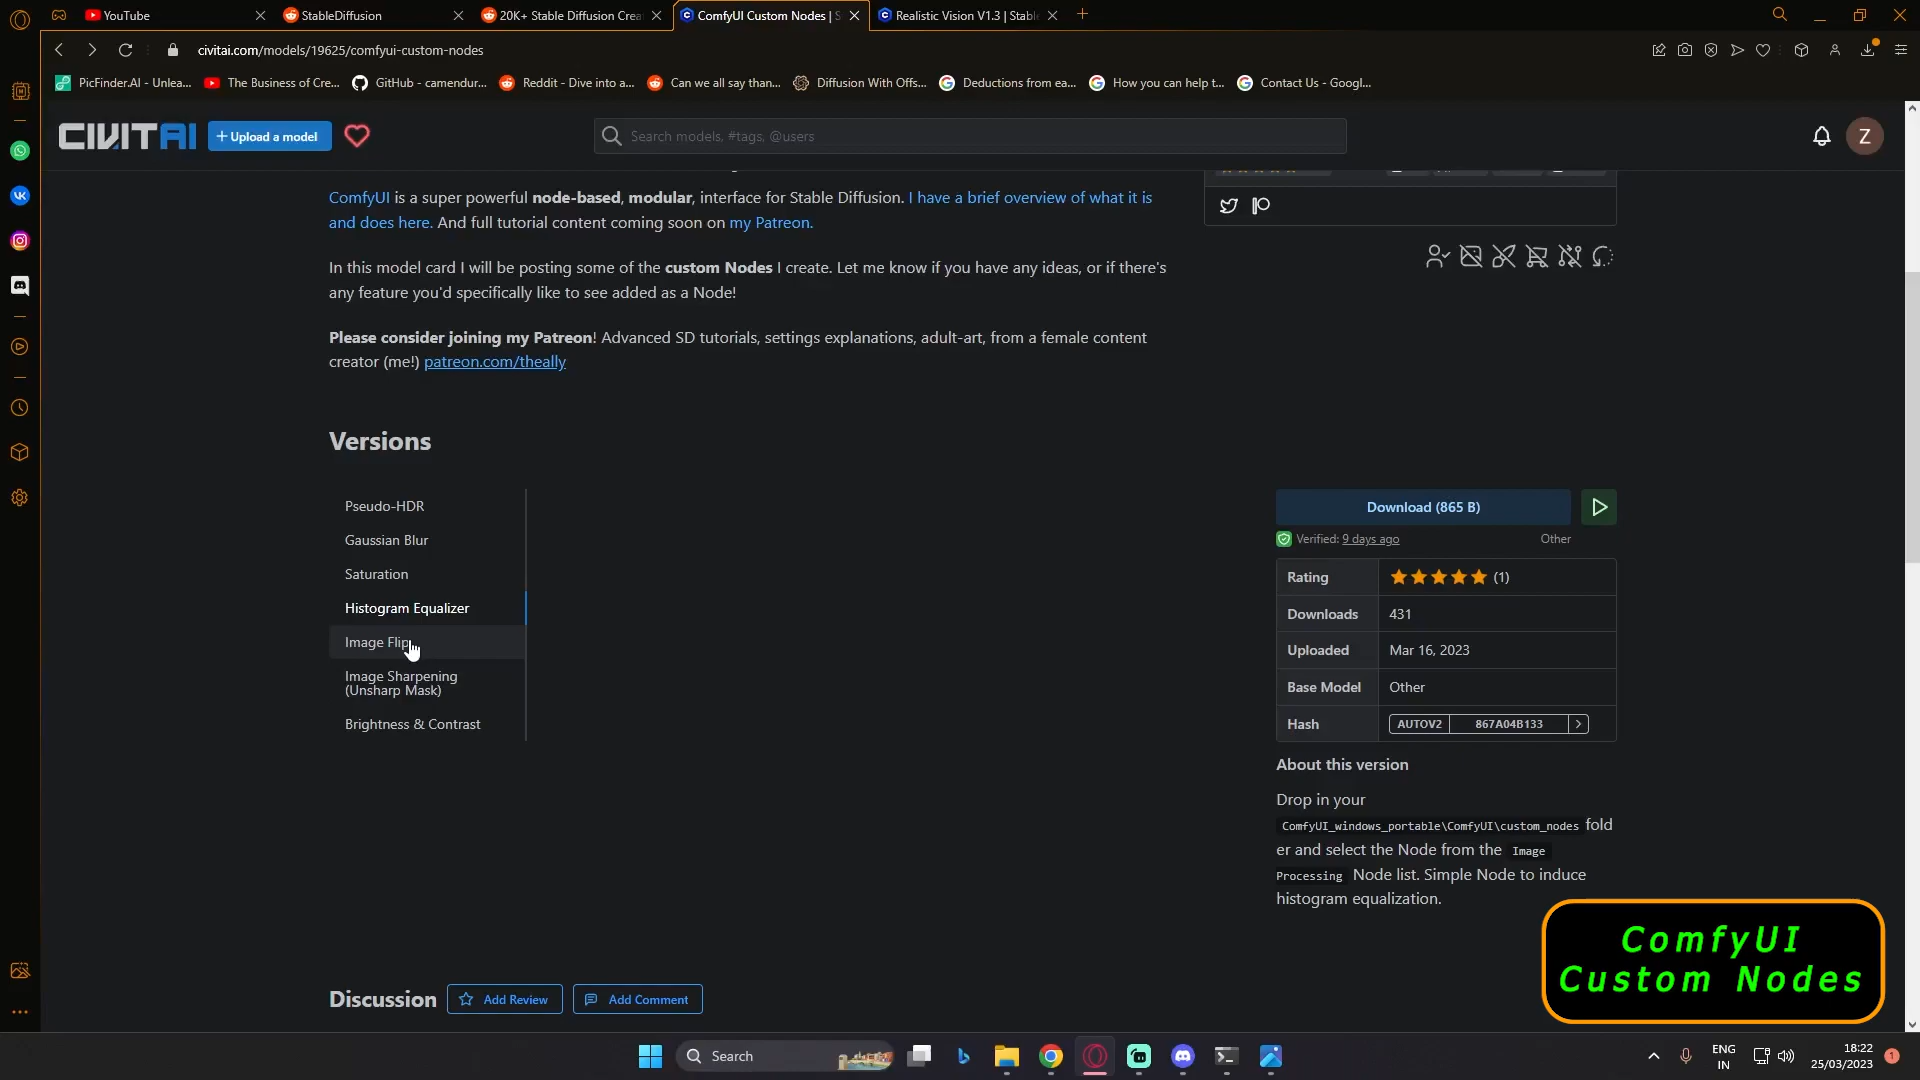 YouTube
StableDiffusion
20K+ Stable Diffusion Crea
ComfyUI Custom Nodes | S
Realistic Vision V1.3 | Stabl
civitai.com/models/19625/comfyui-custom-nodes
PicFinder.AI - Unlea...
The Business of Cre...
GitHub - camendur...
Reddit - Dive into a...
Can we all say than...
Diffusion With Offs...
Deductions from ea...
How you can help t...
Contact Us - Googl...
CIVITAI
+ Upload a model
Search models, #tags, @users
Z
ComfyUI is a super powerful node-based, modular, interface for Stable Diffusion. I have a brief overview of what it is
and does here. And full tutorial content coming soon on my Patreon.
In this model card I will be posting some of the custom Nodes I create. Let me know if you have any ideas, or if there's
any feature you'd specifically like to see added as a Node!
Please consider joining my Patreon! Advanced SD tutorials, settings explanations, adult-art, from a female content
creator (me!) patreon.com/theally
Versions
Pseudo-HDR
Gaussian Blur
Saturation
Histogram Equalizer
Image Flip
Image Sharpening
(Unsharp Mask)
Brightness & Contrast
Download (865 B)
Verified: 9 days ago
Other
Rating (1)
Downloads 431
Uploaded Mar 16, 2023
Base Model Other
Hash AUTOV2 867A04B133 >
About this version
Drop in your
ComfyUI_windows_portable\ComfyUI\custom_nodes fold
er and select the Node from the Image
Processing Node list. Simple Node to induce
histogram equalization.
ComfyUI
Custom Nodes
Discussion
Add Review
Add Comment
Search
ENG
IN
18:22
25/03/2023
1